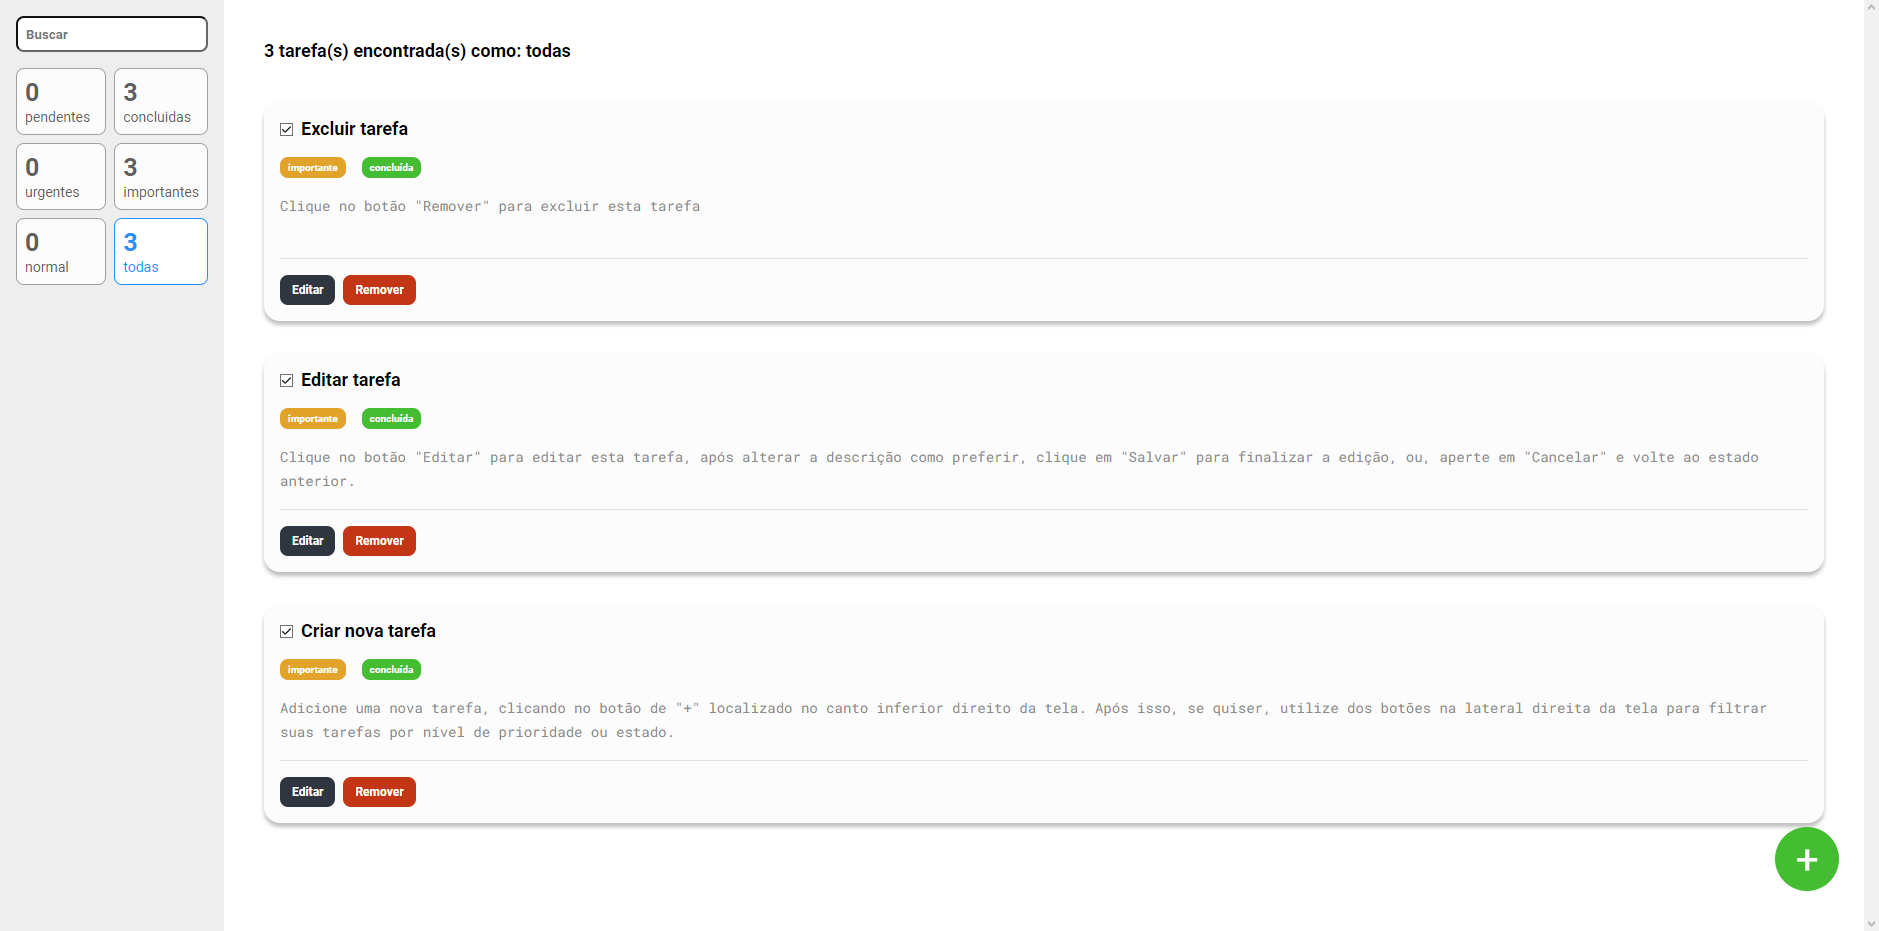 Buscar
0
pendentes
3
concluidas
0
urgentes
3
importantes
0
normal
3
todas
3 tarefa(s) encontrada(s) como: todas
Excluir tarefa
importante concluída
Clique no botão "Remover" para excluir esta tarefa
Editar Remover
Editar tarefa
importante concluída
Clique no botão "Editar" para editar esta tarefa, após alterar a descrição como preferir, clique em "Salvar" para finalizar a edição, ou, aperte em "Cancelar" e volte ao estado
anterior.
Editar Remover
Criar nova tarefa
importante concluída
Adicione uma nova tarefa, clicando no botão de "+" localizado no canto inferior direito da tela. Após isso, se quiser, utilize dos botões na lateral direita da tela para filtrar
suas tarefas por nível de prioridade ou estado.
Editar Remover
+